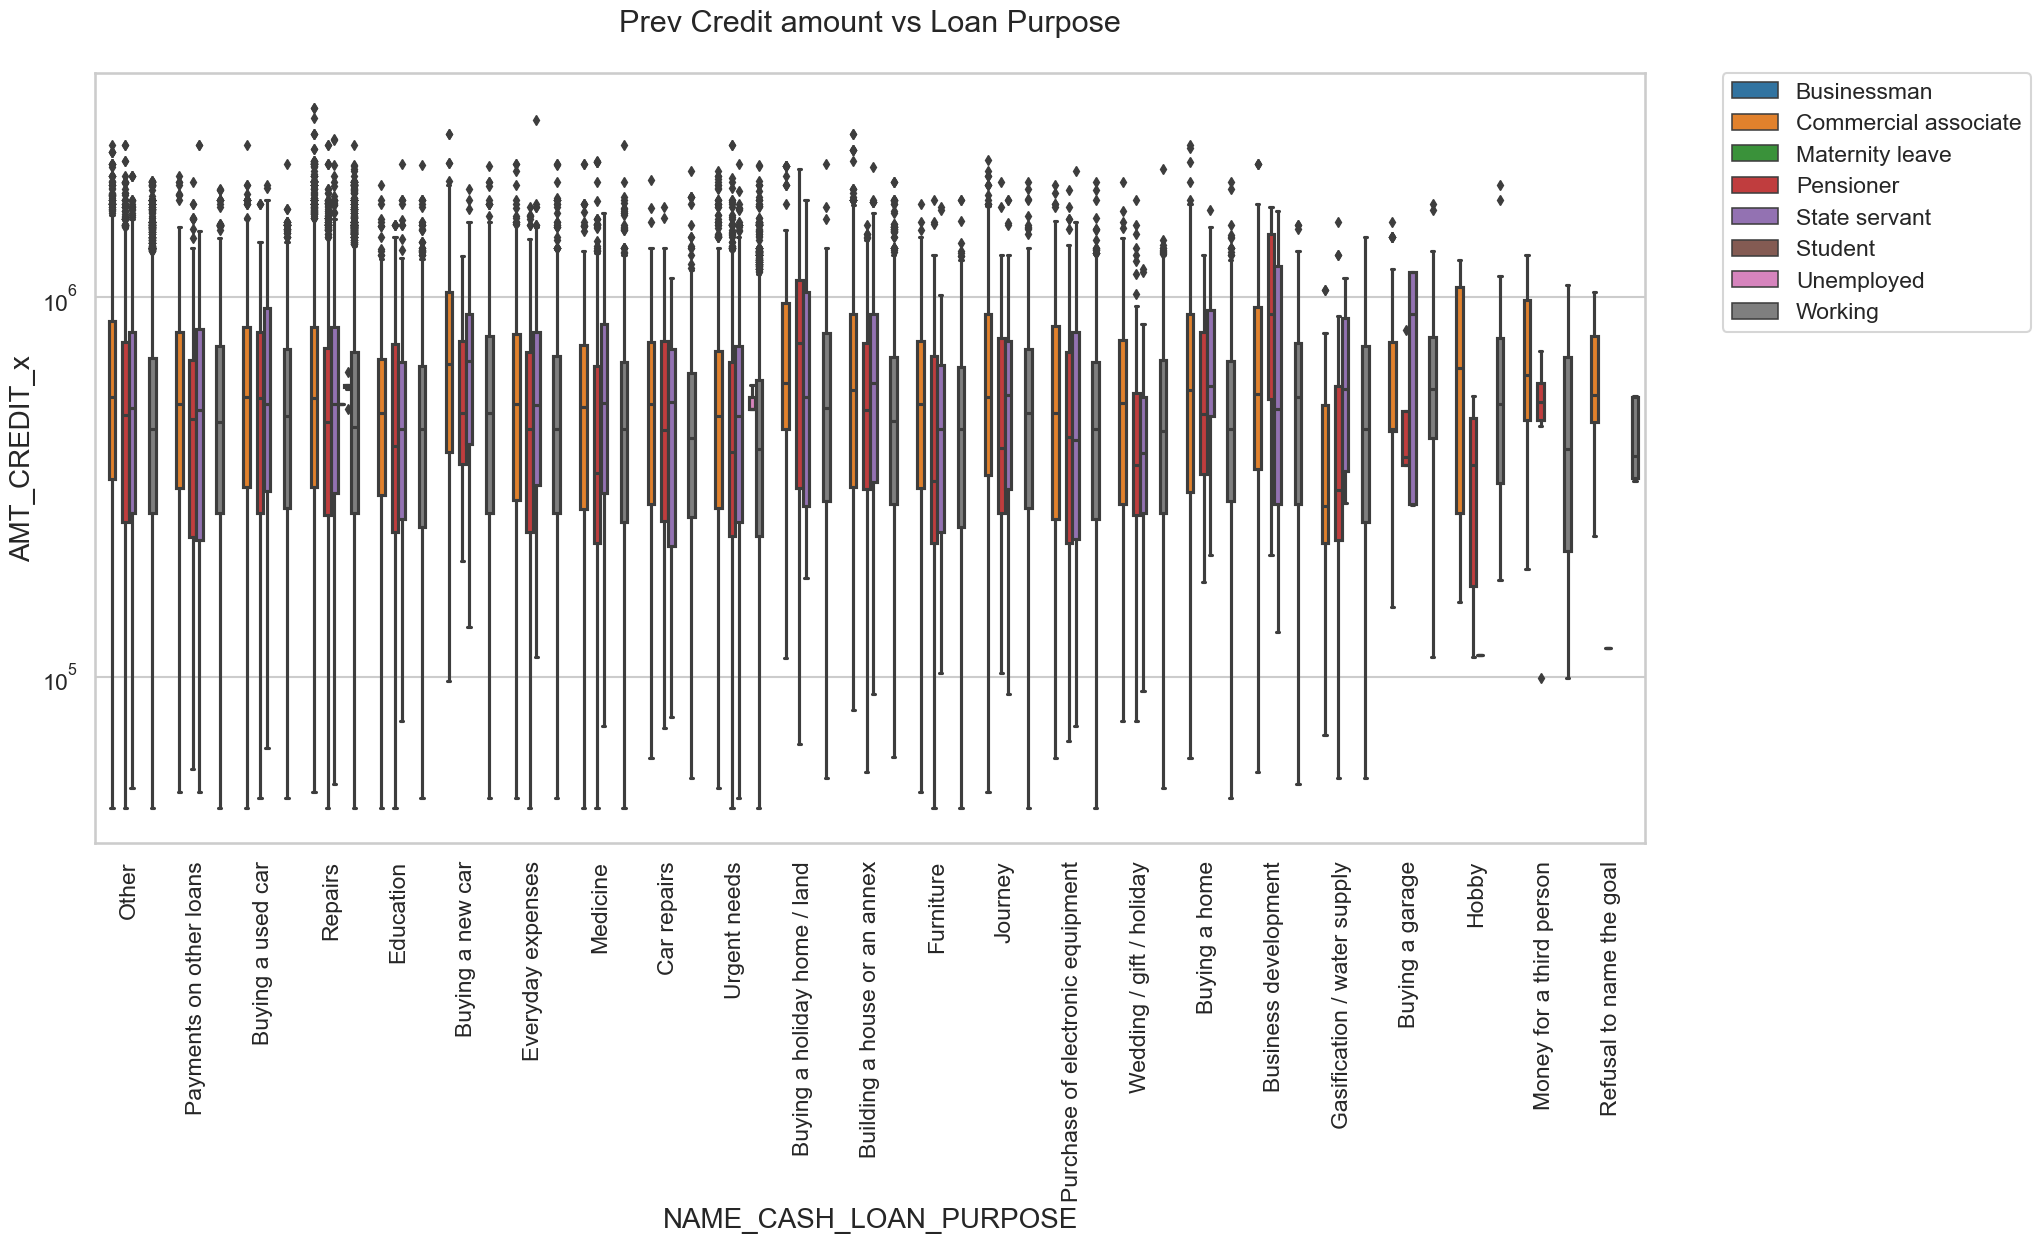 Prev Credit amount vs Loan Purpose
AMT_CREDIT_x
10^6
10^5
Businessman
Commercial associate
Maternity leave
Pensioner
State servant
Student
Unemployed
Working
Other
Payments on other loans
Buying a used car
Repairs
Education
Buying a new car
Everyday expenses
Medicine
Car repairs
Urgent needs
Buying a holiday home / land
Building a house or an annex
Furniture
Journey
Purchase of electronic equipment
Wedding / gift / holiday
Buying a home
Business development
Gasification / water supply
Buying a garage
Hobby
Money for a third person
Refusal to name the goal
NAME_CASH_LOAN_PURPOSE